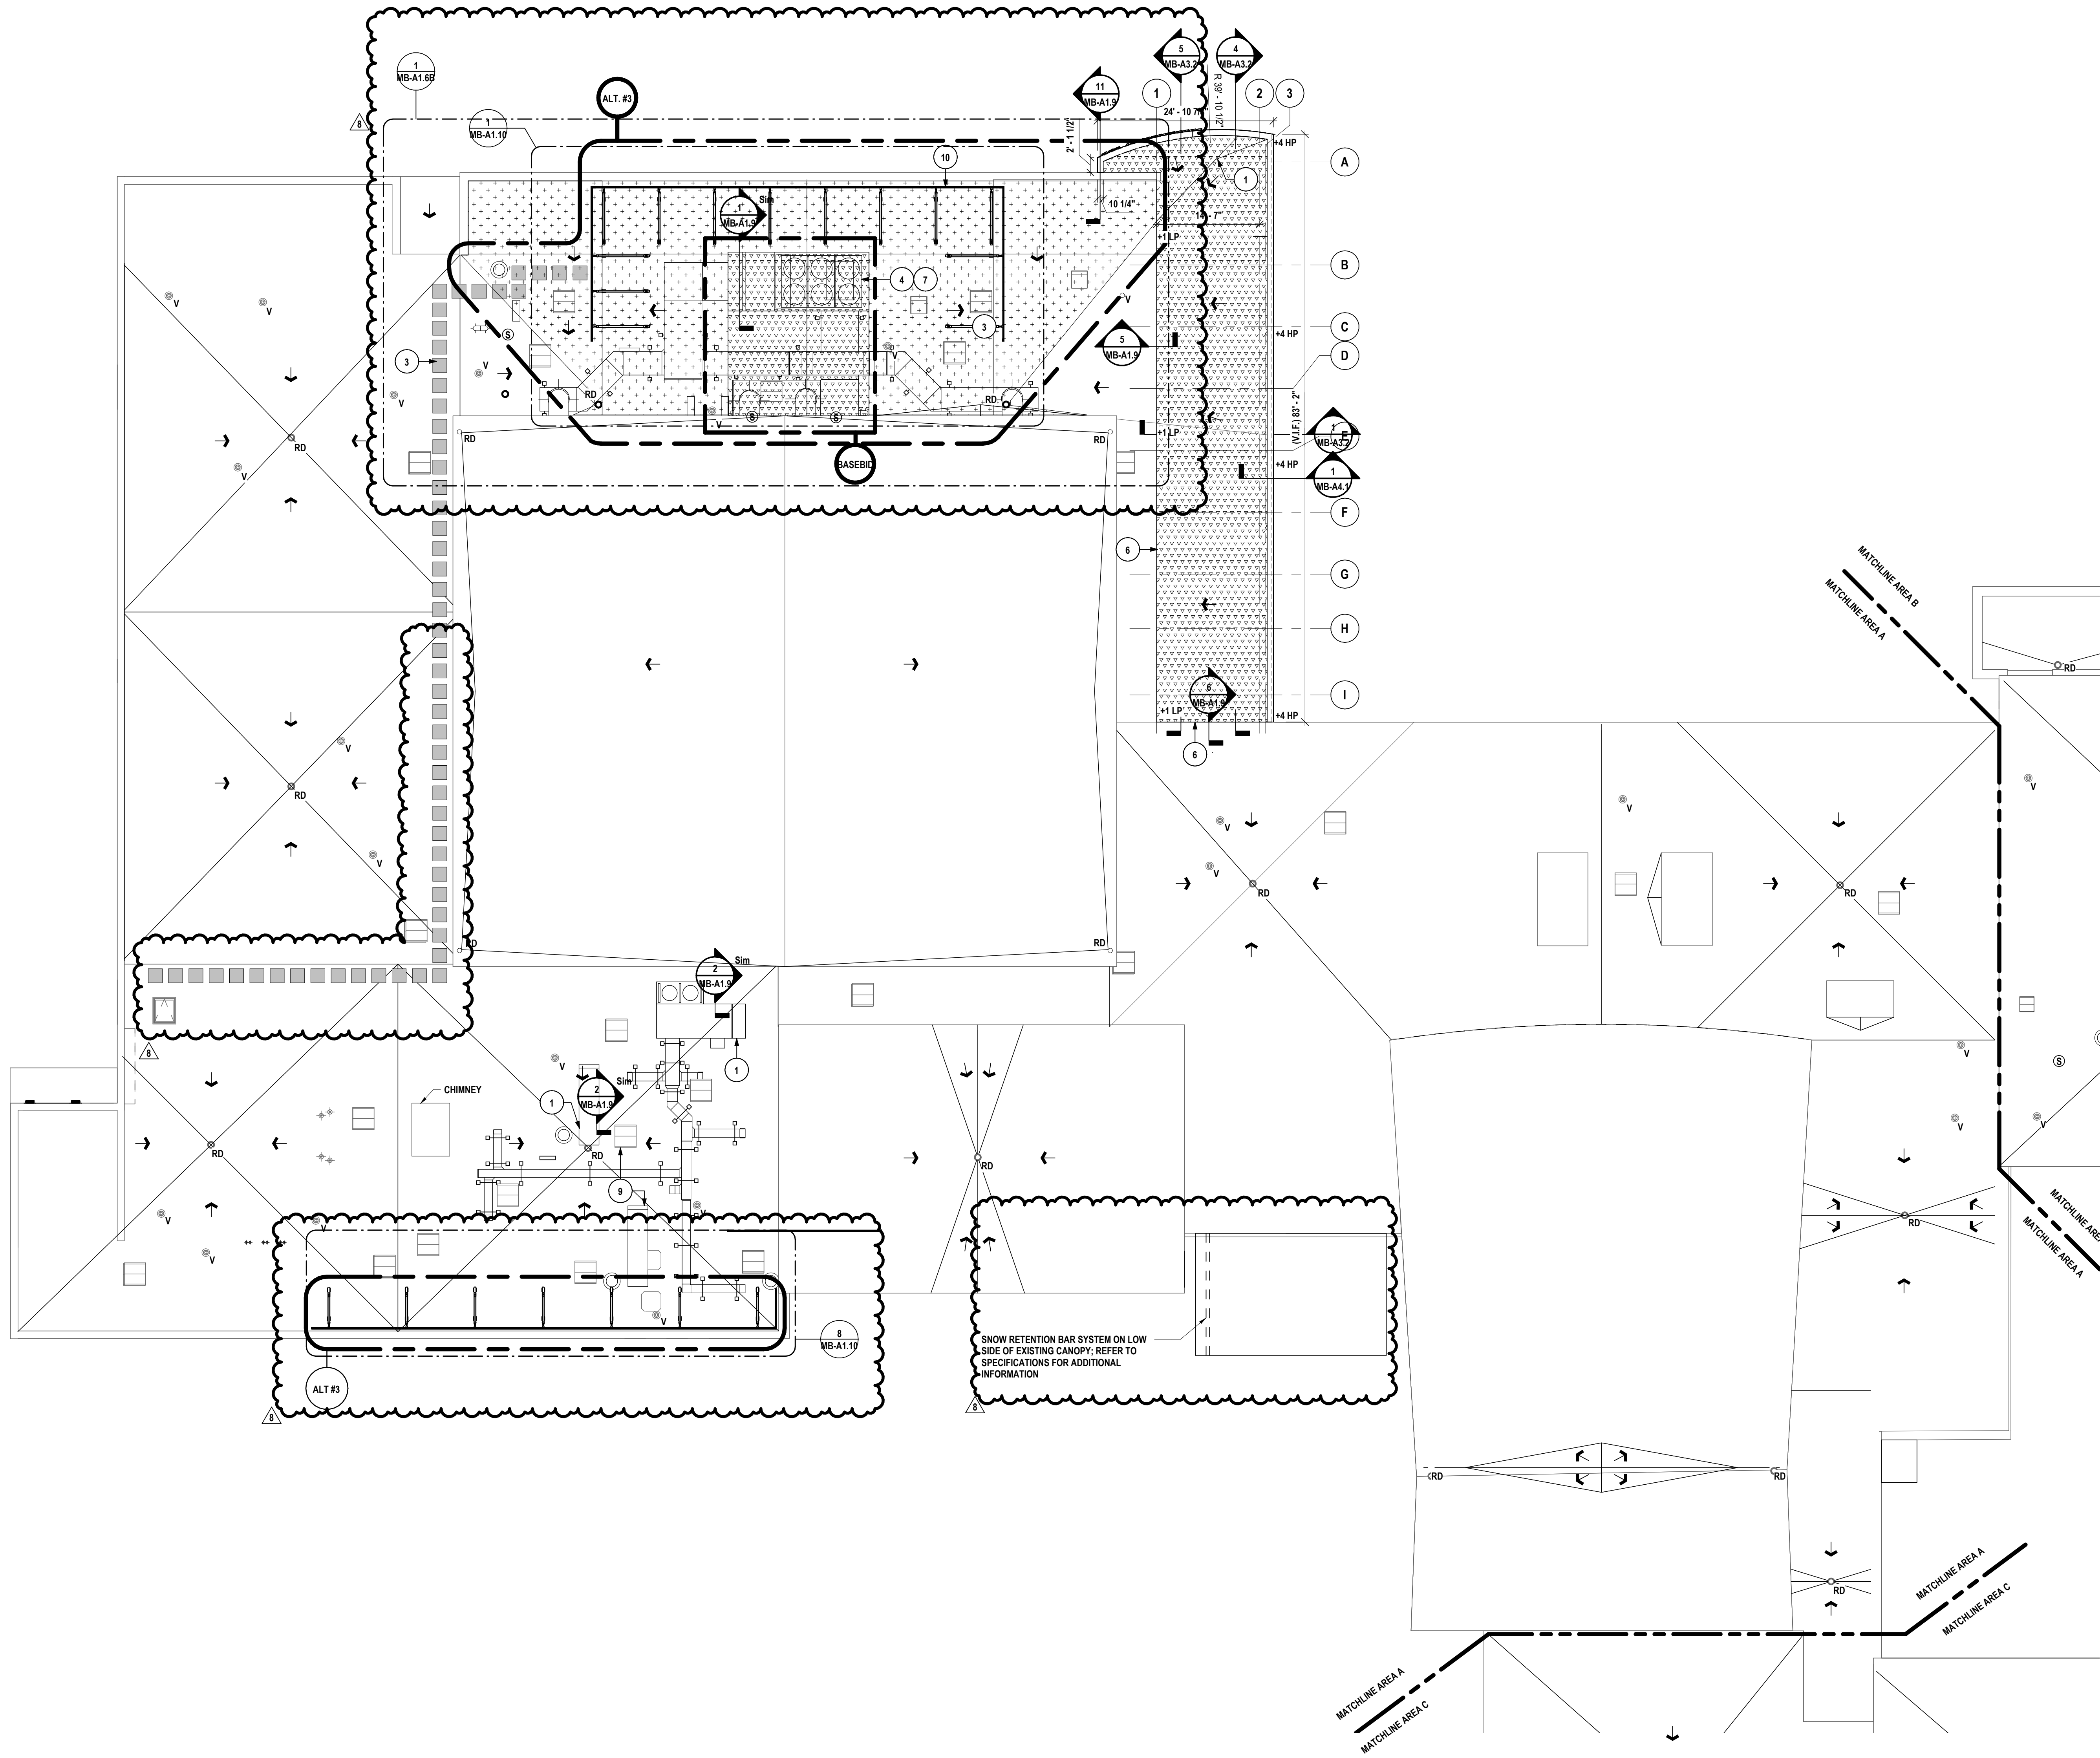 1
MB-A1.6B
ALT. #3
1
MB-A1.10
8
11
MB-A1.9
5
MB-A3.2
4
MB-A3.2
R 39' - 10 1/2"
1
2
3
2' - 1 1/2"
+4 HP
A
10
1
1
Sim
MB-A1.9
10 1/4"
+1 LP
B
4
7
V
V
V
3
C
S
5
MB-A1.9
+4 HP
D
3
V
V
V
RD
RD
V
S
S
RD
RD
RD
+1 LP
(V.I.F.) 83' - 2"
1
MB-A3.2
E
BASEBID
V
+4 HP
1
MB-A4.1
F
6
G
MATCHLINE AREA B
MATCHLINE AREA A
H
RD
6
MB-A1.9
I
+1 LP
+4 HP
6
V
RD
V
V
V
V
V
RD
RD
RD
RD
2
Sim
MB-A1.9
8
V
1
V
S
CHIMNEY
1
2
Sim
MB-A1.9
V
V
RD
RD
RD
9
V
V
V
V
RD
MATCHLINE AREA A
V
8
MB-A1.10
SNOW RETENTION BAR SYSTEM ON LOW
SIDE OF EXISTING CANOPY; REFER TO
SPECIFICATIONS FOR ADDITIONAL
INFORMATION
ALT #3
8
8
RD
RD
RD
MATCHLINE AREA A
MATCHLINE AREA C
MATCHLINE AREA A
MATCHLINE AREA C